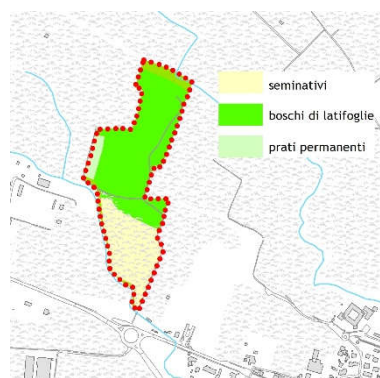 seminativi
boschi di latifoglie
prati permanenti